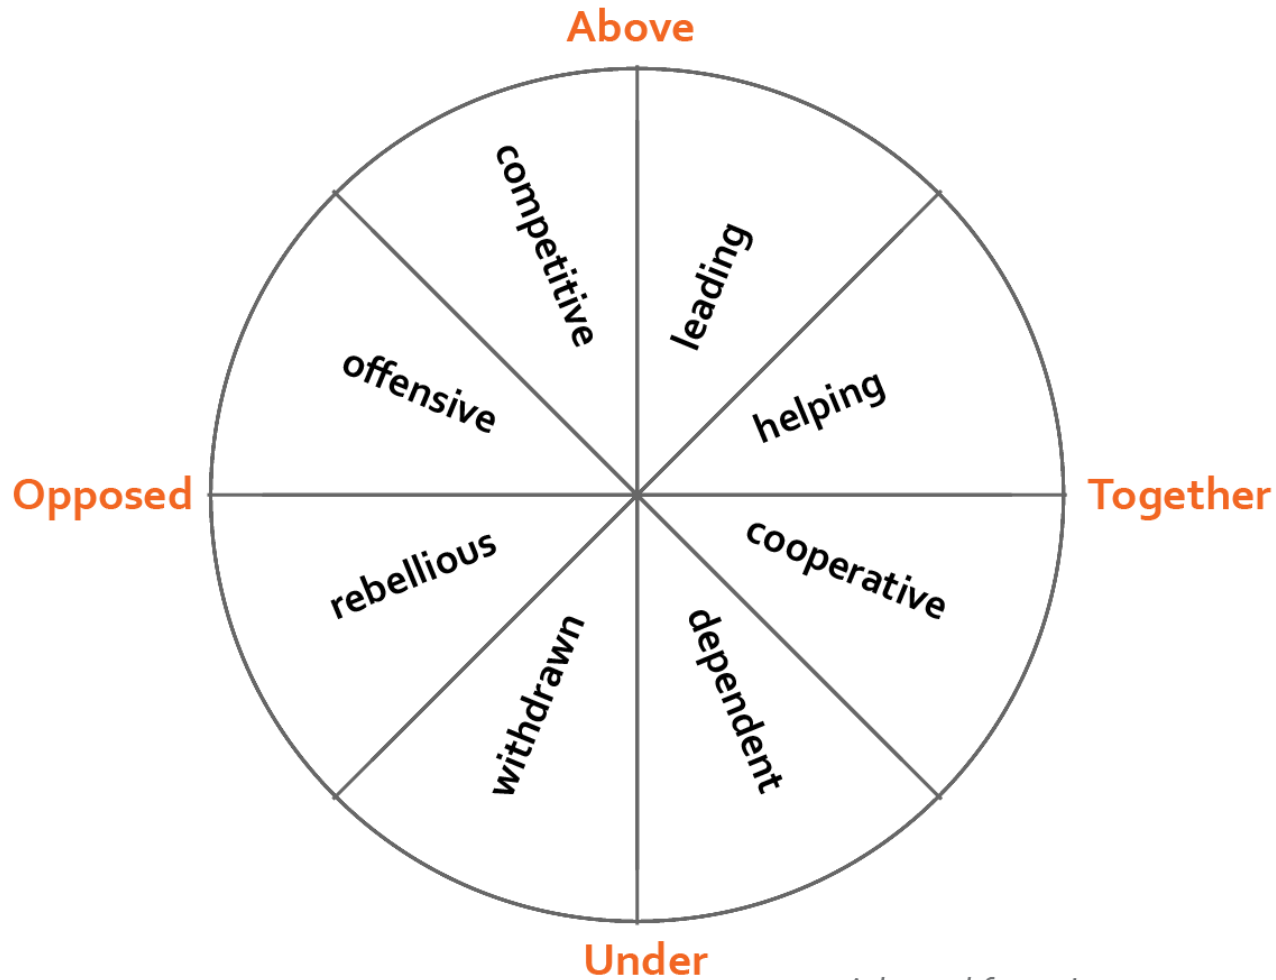 Above
competitive
leading
offensive
helping
Opposed
Together
rebellious
cooperative
withdrawn
dependent
Under